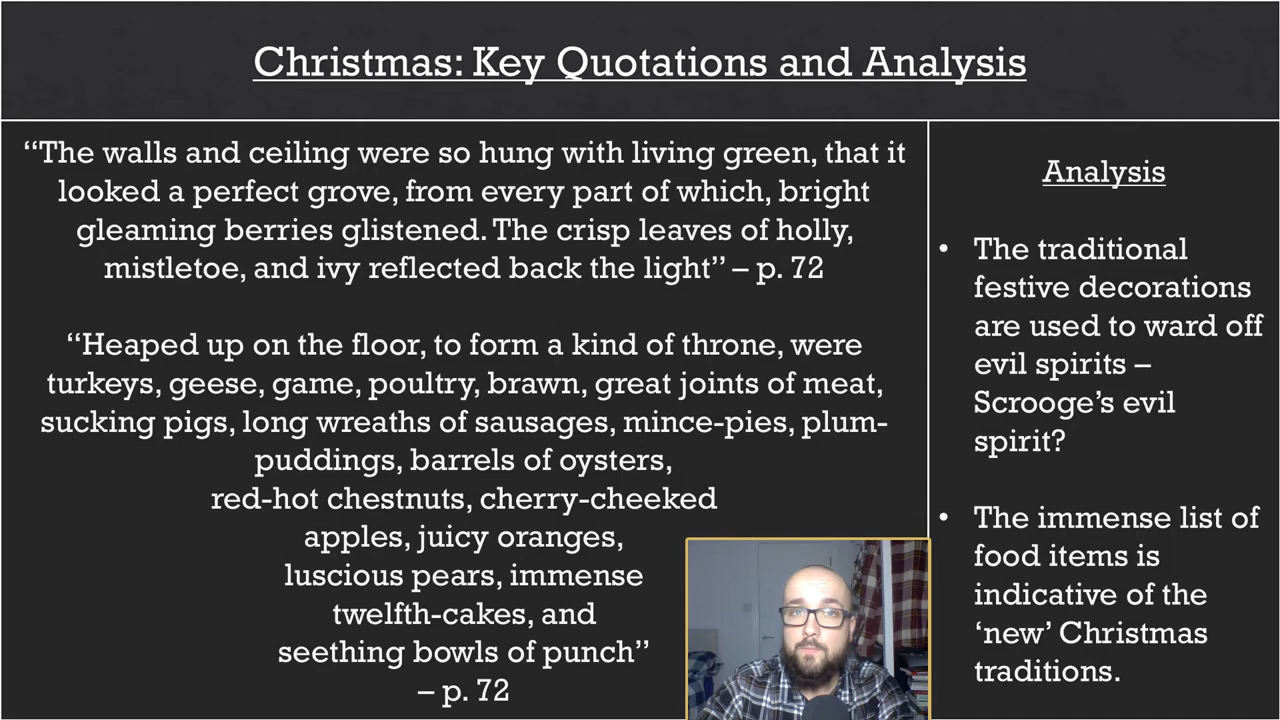 Christmas: Key Quotations and Analysis
“The walls and ceiling were so hung with living green, that it
looked a perfect grove, from every part of which, bright
gleaming berries glistened. The crisp leaves of holly,
mistletoe, and ivy reflected back the light” – p. 72
“Heaped up on the floor, to form a kind of throne, were
turkeys, geese, game, poultry, brawn, great joints of meat,
sucking pigs, long wreaths of sausages, mince-pies, plum-
puddings, barrels of oysters,
red-hot chestnuts, cherry-cheeked
apples, juicy oranges,
luscious pears, immense
twelfth-cakes, and
seething bowls of punch”
– p. 72
Analysis
• The traditional
festive decorations
are used to ward off
evil spirits –
Scrooge’s evil
spirit?
• The immense list of
food items is
indicative of the
‘new’ Christmas
traditions.